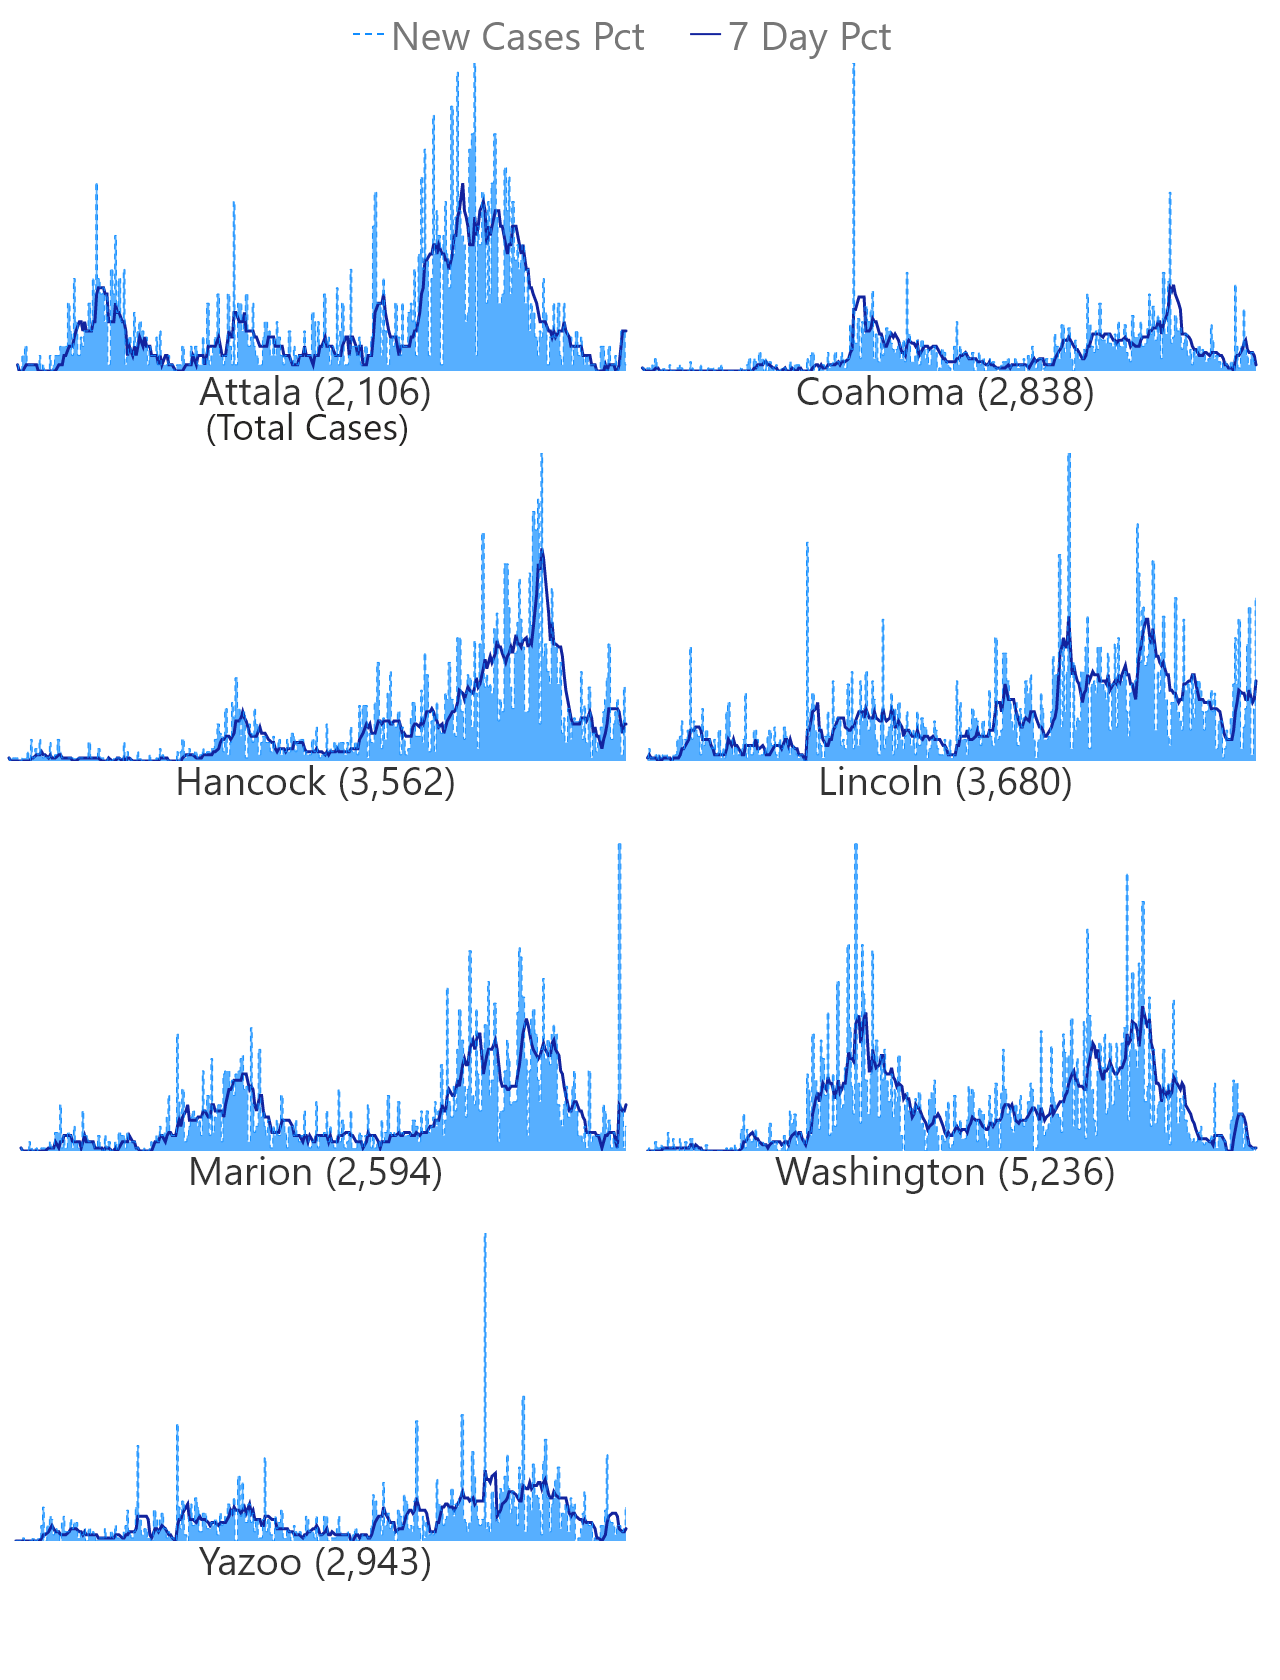 New Cases Pct 7 Day Pct
Attala (2,106) Coahoma (2,838)
(Total Cases)
Hancock (3,562) Lincoln (3,680)
Marion (2,594) Washington (5,236)
Yazoo (2,943)